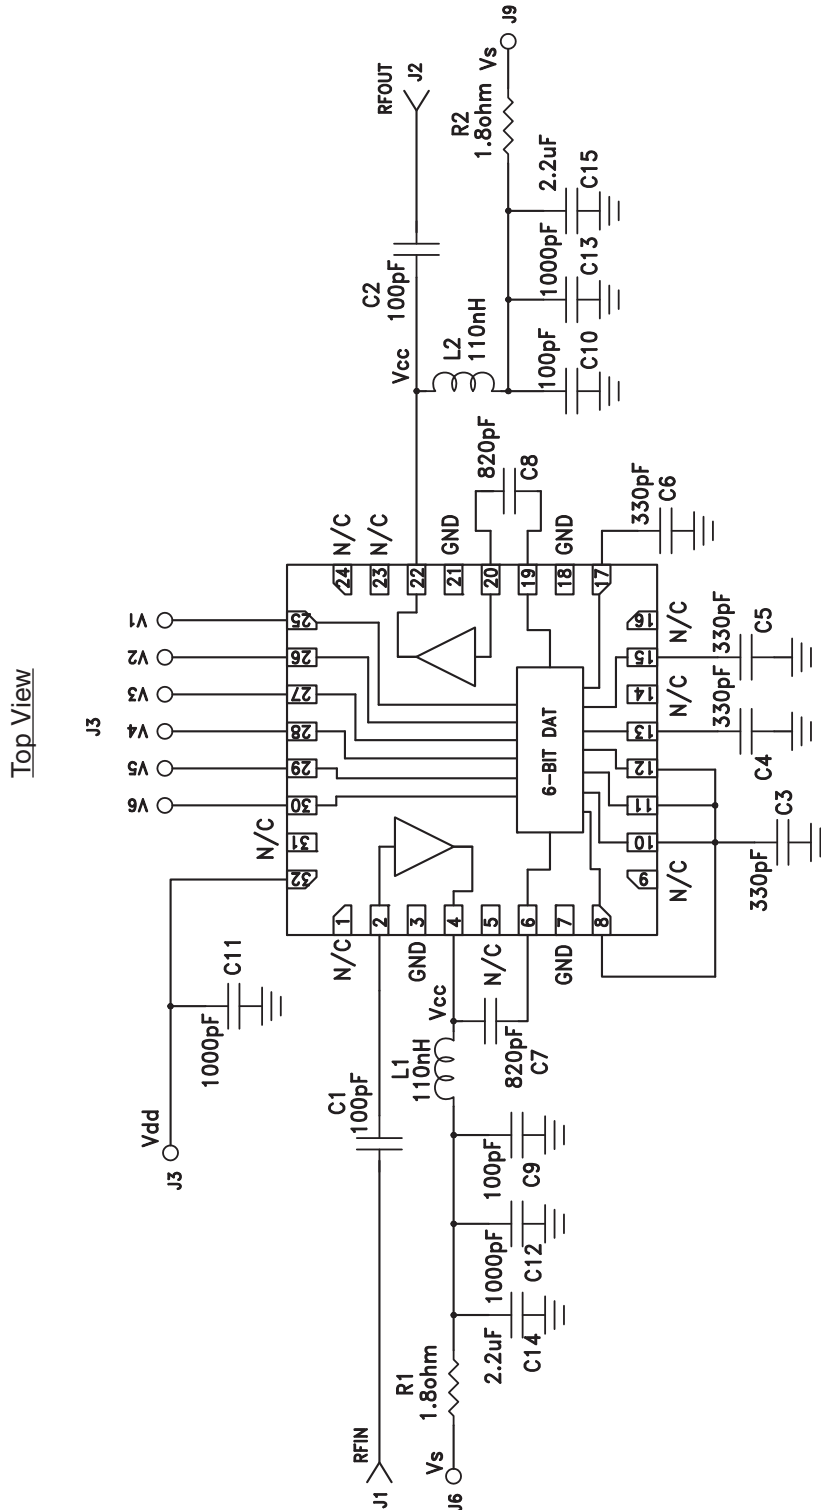 Top View
J3
V1
V2
V3
V4
V5
V6
Vdd
J3
1000pF
C11
N/C
32
31
30
29
28
27
26
25
N/C
1
2
GND
3
4
N/C
5
6
GND
7
8
24
N/C
23
N/C
22
21
GND
20
19
18
GND
17
6-BIT DAT
9
N/C
10
11
12
13
14
N/C
15
16
N/C
RFIN
J1
C1
100pF
Vs
J6
R1
1.8ohm
2.2uF
C14
1000pF
C12
100pF
C9
L1
110nH
Vcc
820pF
C7
330pF
C3
C4
330pF
330pF
C5
330pF
C6
820pF
C8
Vcc
L2
110nH
C2
100pF
RFOUT
J2
100pF
C10
1000pF
C13
2.2uF
C15
R2
1.8ohm
Vs
J9